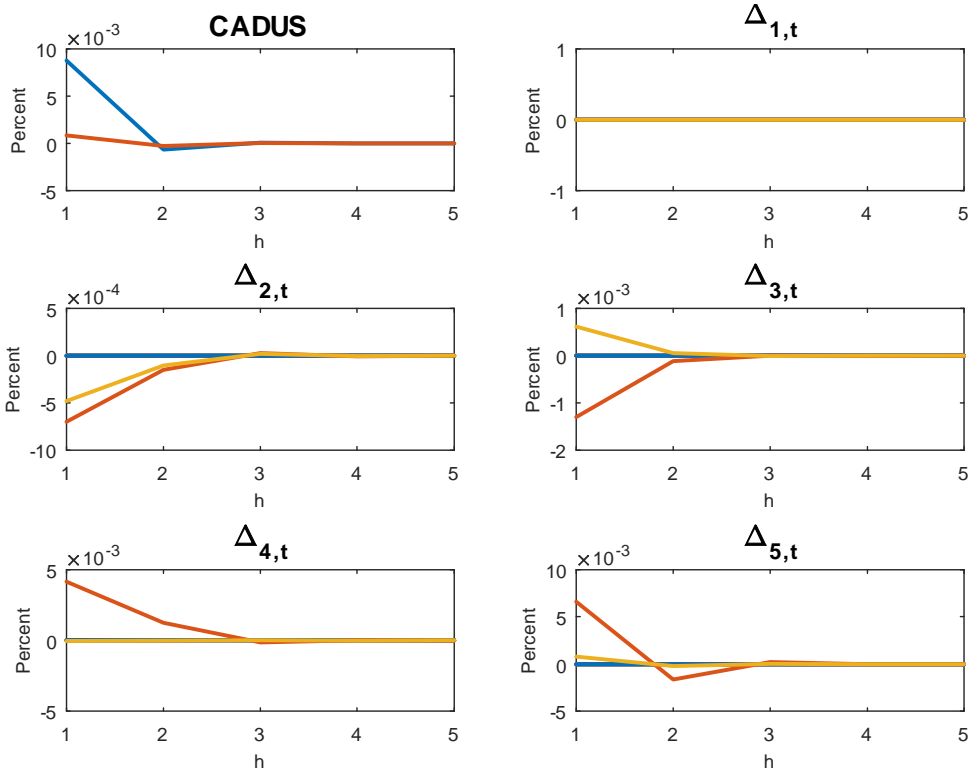 CADUS
×10-3
10
5
0
-5
Percent
1 2 3 4 5
h
Δ1,t
1
0
-1
Percent
1 2 3 4 5
h
Δ2,t
×10-4
5
0
-5
-10
Percent
1 2 3 4 5
h
Δ3,t
×10-3
1
0
-1
-2
Percent
1 2 3 4 5
h
Δ4,t
×10-3
5
0
-5
Percent
1 2 3 4 5
h
Δ5,t
×10-3
10
5
0
-5
Percent
1 2 3 4 5
h